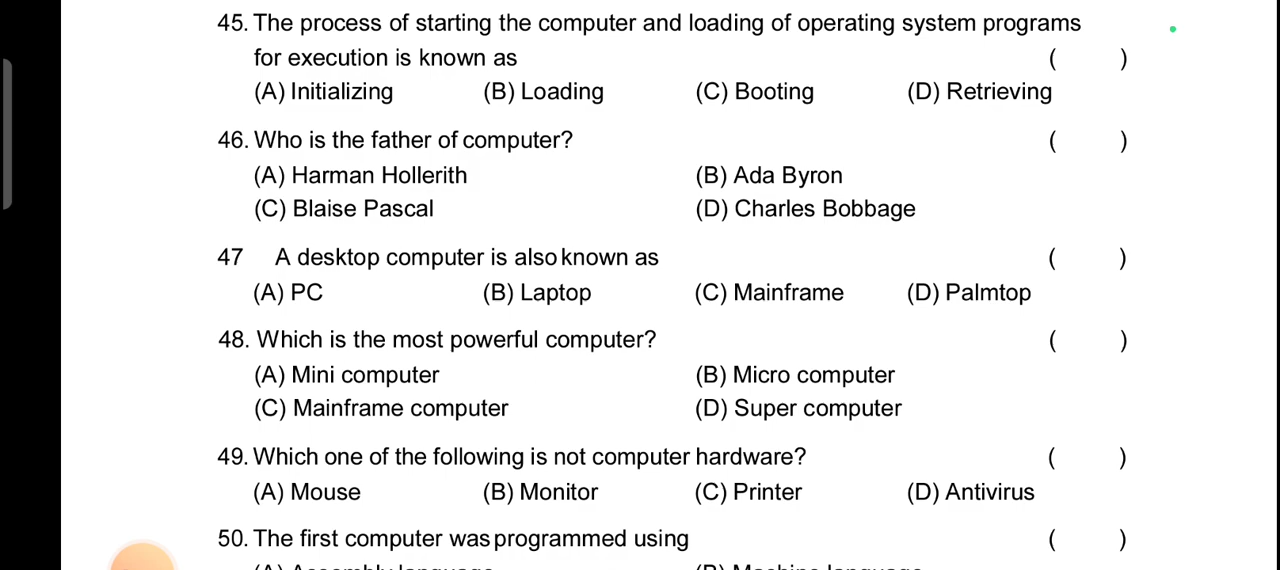 45. The process of starting the computer and loading of operating system programs
for execution is known as ( )
(A) Initializing (B) Loading (C) Booting (D) Retrieving
46. Who is the father of computer? ( )
(A) Harman Hollerith (B) Ada Byron
(C) Blaise Pascal (D) Charles Bobbage
47 A desktop computer is also known as ( )
(A) PC (B) Laptop (C) Mainframe (D) Palmtop
48. Which is the most powerful computer? ( )
(A) Mini computer (B) Micro computer
(C) Mainframe computer (D) Super computer
49. Which one of the following is not computer hardware? ( )
(A) Mouse (B) Monitor (C) Printer (D) Antivirus
50. The first computer was programmed using ( )
(A) Assembly language (B) Machine language